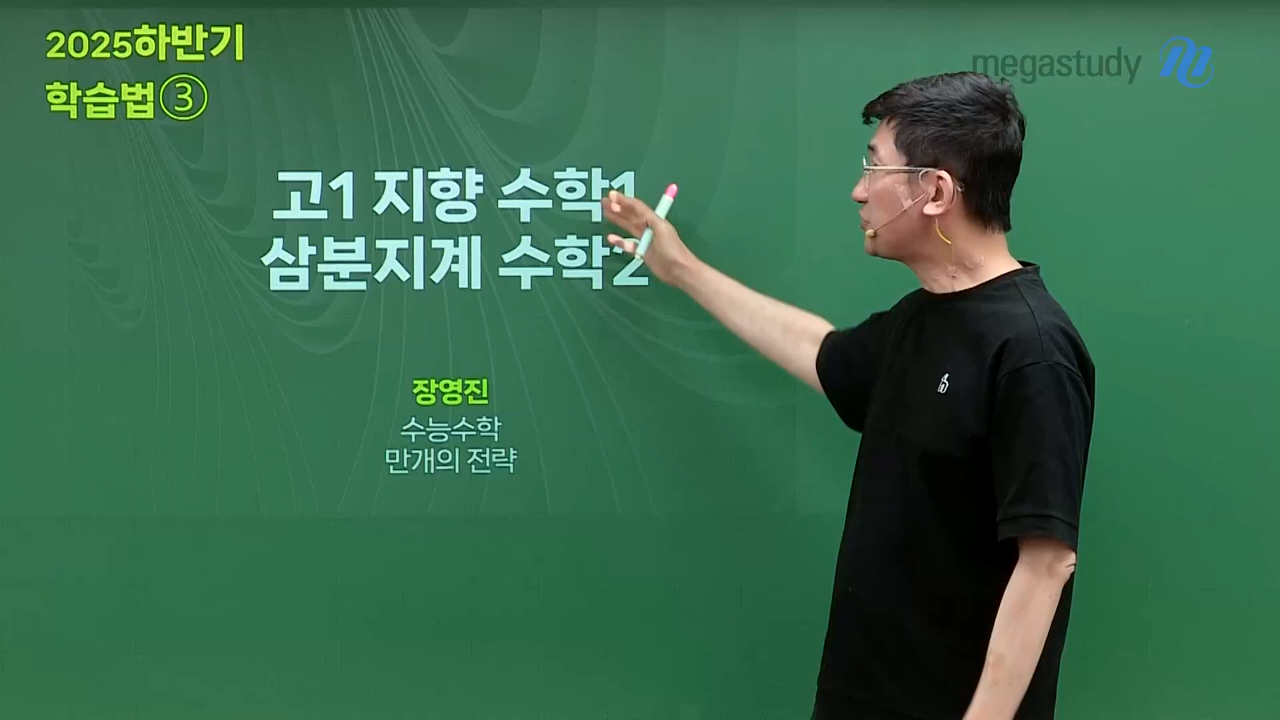 2025하반기
학습법③
megastudy
고1 지향 수학1
삼분지계 수학2
장영진
수능수학
만개의 전략